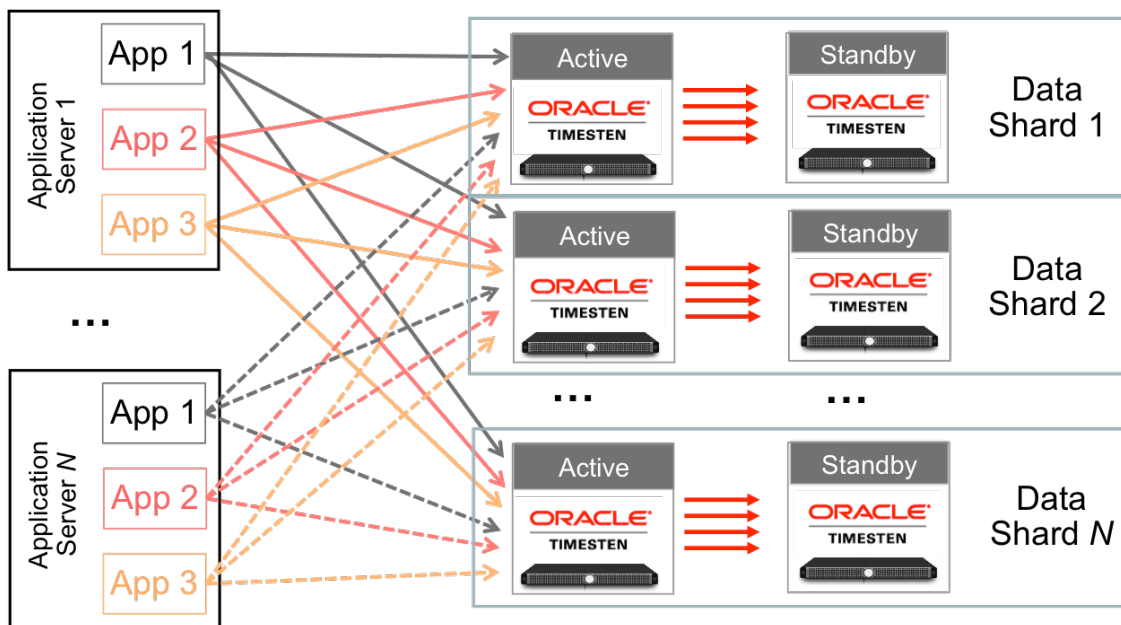 Application
Server 1
App 1
App 2
App 3
...
Application
Server N
App 1
App 2
App 3
Active
ORACLE®
TIMESTEN
Standby
ORACLE®
TIMESTEN
Data
Shard 1
Active
ORACLE®
TIMESTEN
Standby
ORACLE®
TIMESTEN
Data
Shard 2
...
...
Active
ORACLE®
TIMESTEN
Standby
ORACLE®
TIMESTEN
Data
Shard N